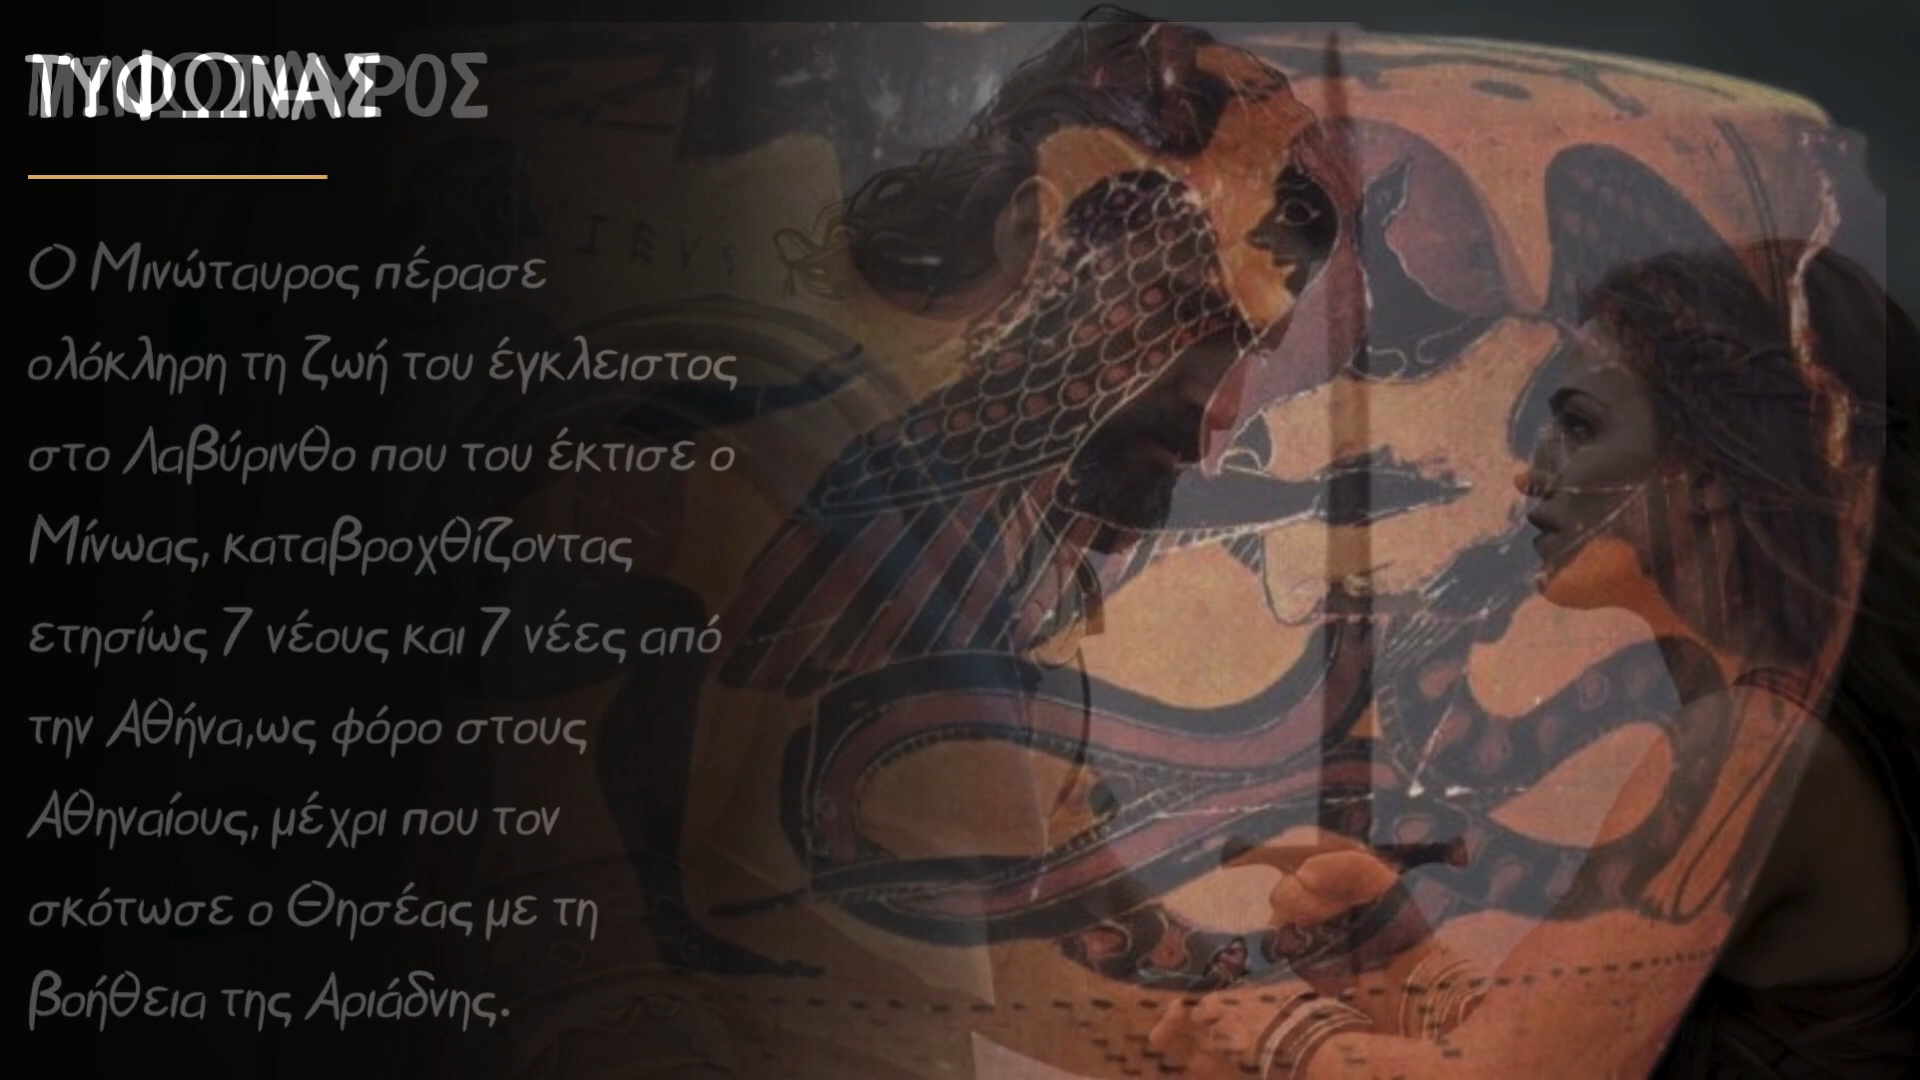 ΤΥΦΩΝΑΣ
ΜΙΝΩΤΑΥΡΟΣ
Ο Μινώταυρος πέρασε
ολόκληρη τη ζωή του έγκλειστος
στο Λαβύρινθο που του έκτισε ο
Μίνωας, καταβροχθίζοντας
ετησίως 7 νέους και 7 νέες από
την Αθήνα,ως φόρο στους
Αθηναίους, μέχρι που τον
σκότωσε ο Θησέας με τη
βοήθεια της Αριάδνης.